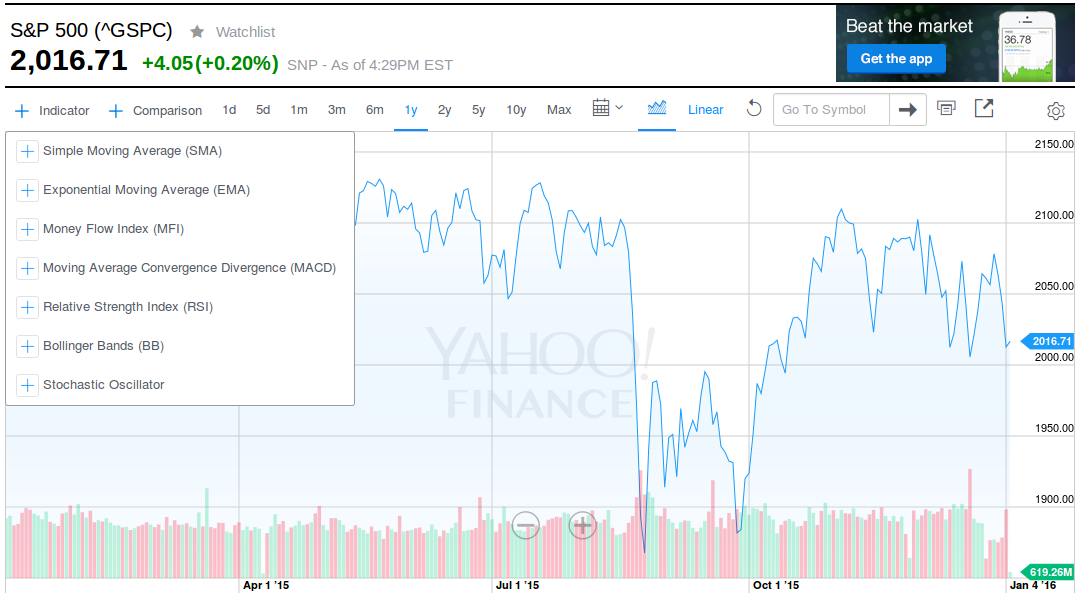 S&P 500 (^GSPC) Watchlist
2,016.71 +4.05(+0.20%) SNP - As of 4:29PM EST
Beat the market
Get the app
36.78
Indicator Comparison 1d 5d 1m 3m 6m 1y 2y 5y 10y Max Linear Go To Symbol
Simple Moving Average (SMA)
Exponential Moving Average (EMA)
Money Flow Index (MFI)
Moving Average Convergence Divergence (MACD)
Relative Strength Index (RSI)
Bollinger Bands (BB)
Stochastic Oscillator
YAHOO!
FINANCE
2150.00
2100.00
2050.00
2016.71
2000.00
1950.00
1900.00
619.26M
Apr 1 '15 Jul 1 '15 Oct 1 '15 Jan 4 '16